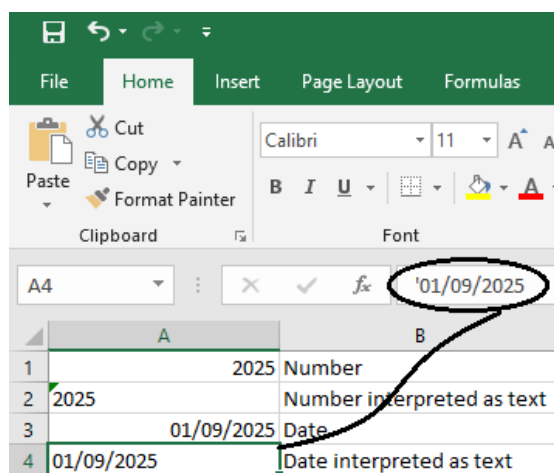 File Home Insert Page Layout Formulas
Cut
Copy
Paste
Format Painter
Clipboard
Calibri 11 A A
B I U A
Font
A4 fx '01/09/2025
A B
1 2025 Number
2 2025 Number interpreted as text
3 01/09/2025 Date
4 01/09/2025 Date interpreted as text